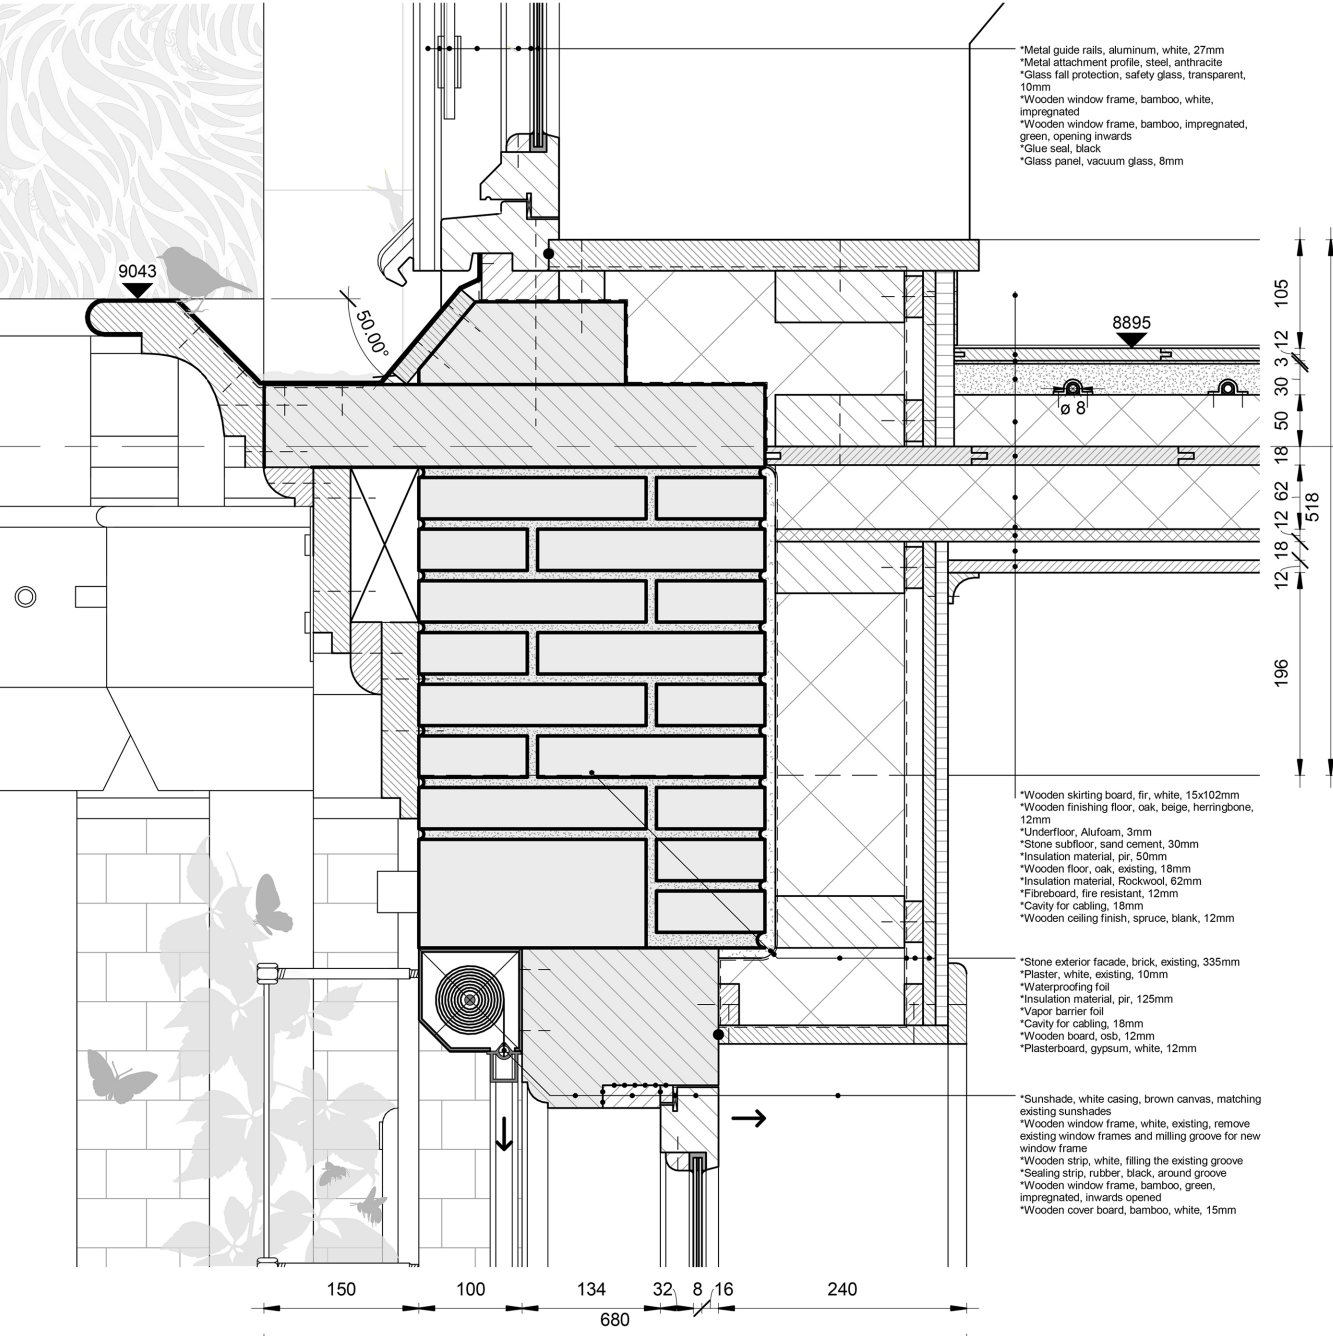 *Metal guide rails, aluminum, white, 27mm
*Metal attachment profile, steel, anthracite
*Glass fall protection, safety glass, transparent,
10mm
*Wooden window frame, bamboo, white,
impregnated
*Wooden window frame, bamboo, impregnated,
green, opening inwards
*Glue seal, black
*Glass panel, vacuum glass, 8mm
9043
50.00°
8895
ø 8
105
12
3
30
50
18
62
12
18
12
196
518
*Wooden skirting board, fir, white, 15x102mm
*Wooden finishing floor, oak, beige, herringbone,
12mm
*Underfloor, Alufoam, 3mm
*Stone subfloor, sand cement, 30mm
*Insulation material, pir, 50mm
*Wooden floor, oak, existing, 18mm
*Insulation material, Rockwool, 62mm
*Fibreboard, fire resistant, 12mm
*Cavity for cabling, 18mm
*Wooden ceiling finish, spruce, blank, 12mm
*Stone exterior facade, brick, existing, 335mm
*Plaster, white, existing, 10mm
*Waterproofing foil
*Insulation material, pir, 125mm
*Vapor barrier foil
*Cavity for cabling, 18mm
*Wooden board, osb, 12mm
*Plasterboard, gypsum, white, 12mm
*Sunshade, white casing, brown canvas, matching
existing sunshades
*Wooden window frame, white, existing, remove
existing window frames and milling groove for new
window frame
*Wooden strip, white, filling the existing groove
*Sealing strip, rubber, black, around groove
*Wooden window frame, bamboo, green,
impregnated, inwards opened
*Wooden cover board, bamboo, white, 15mm
150 100 134 32 8 16 240
680